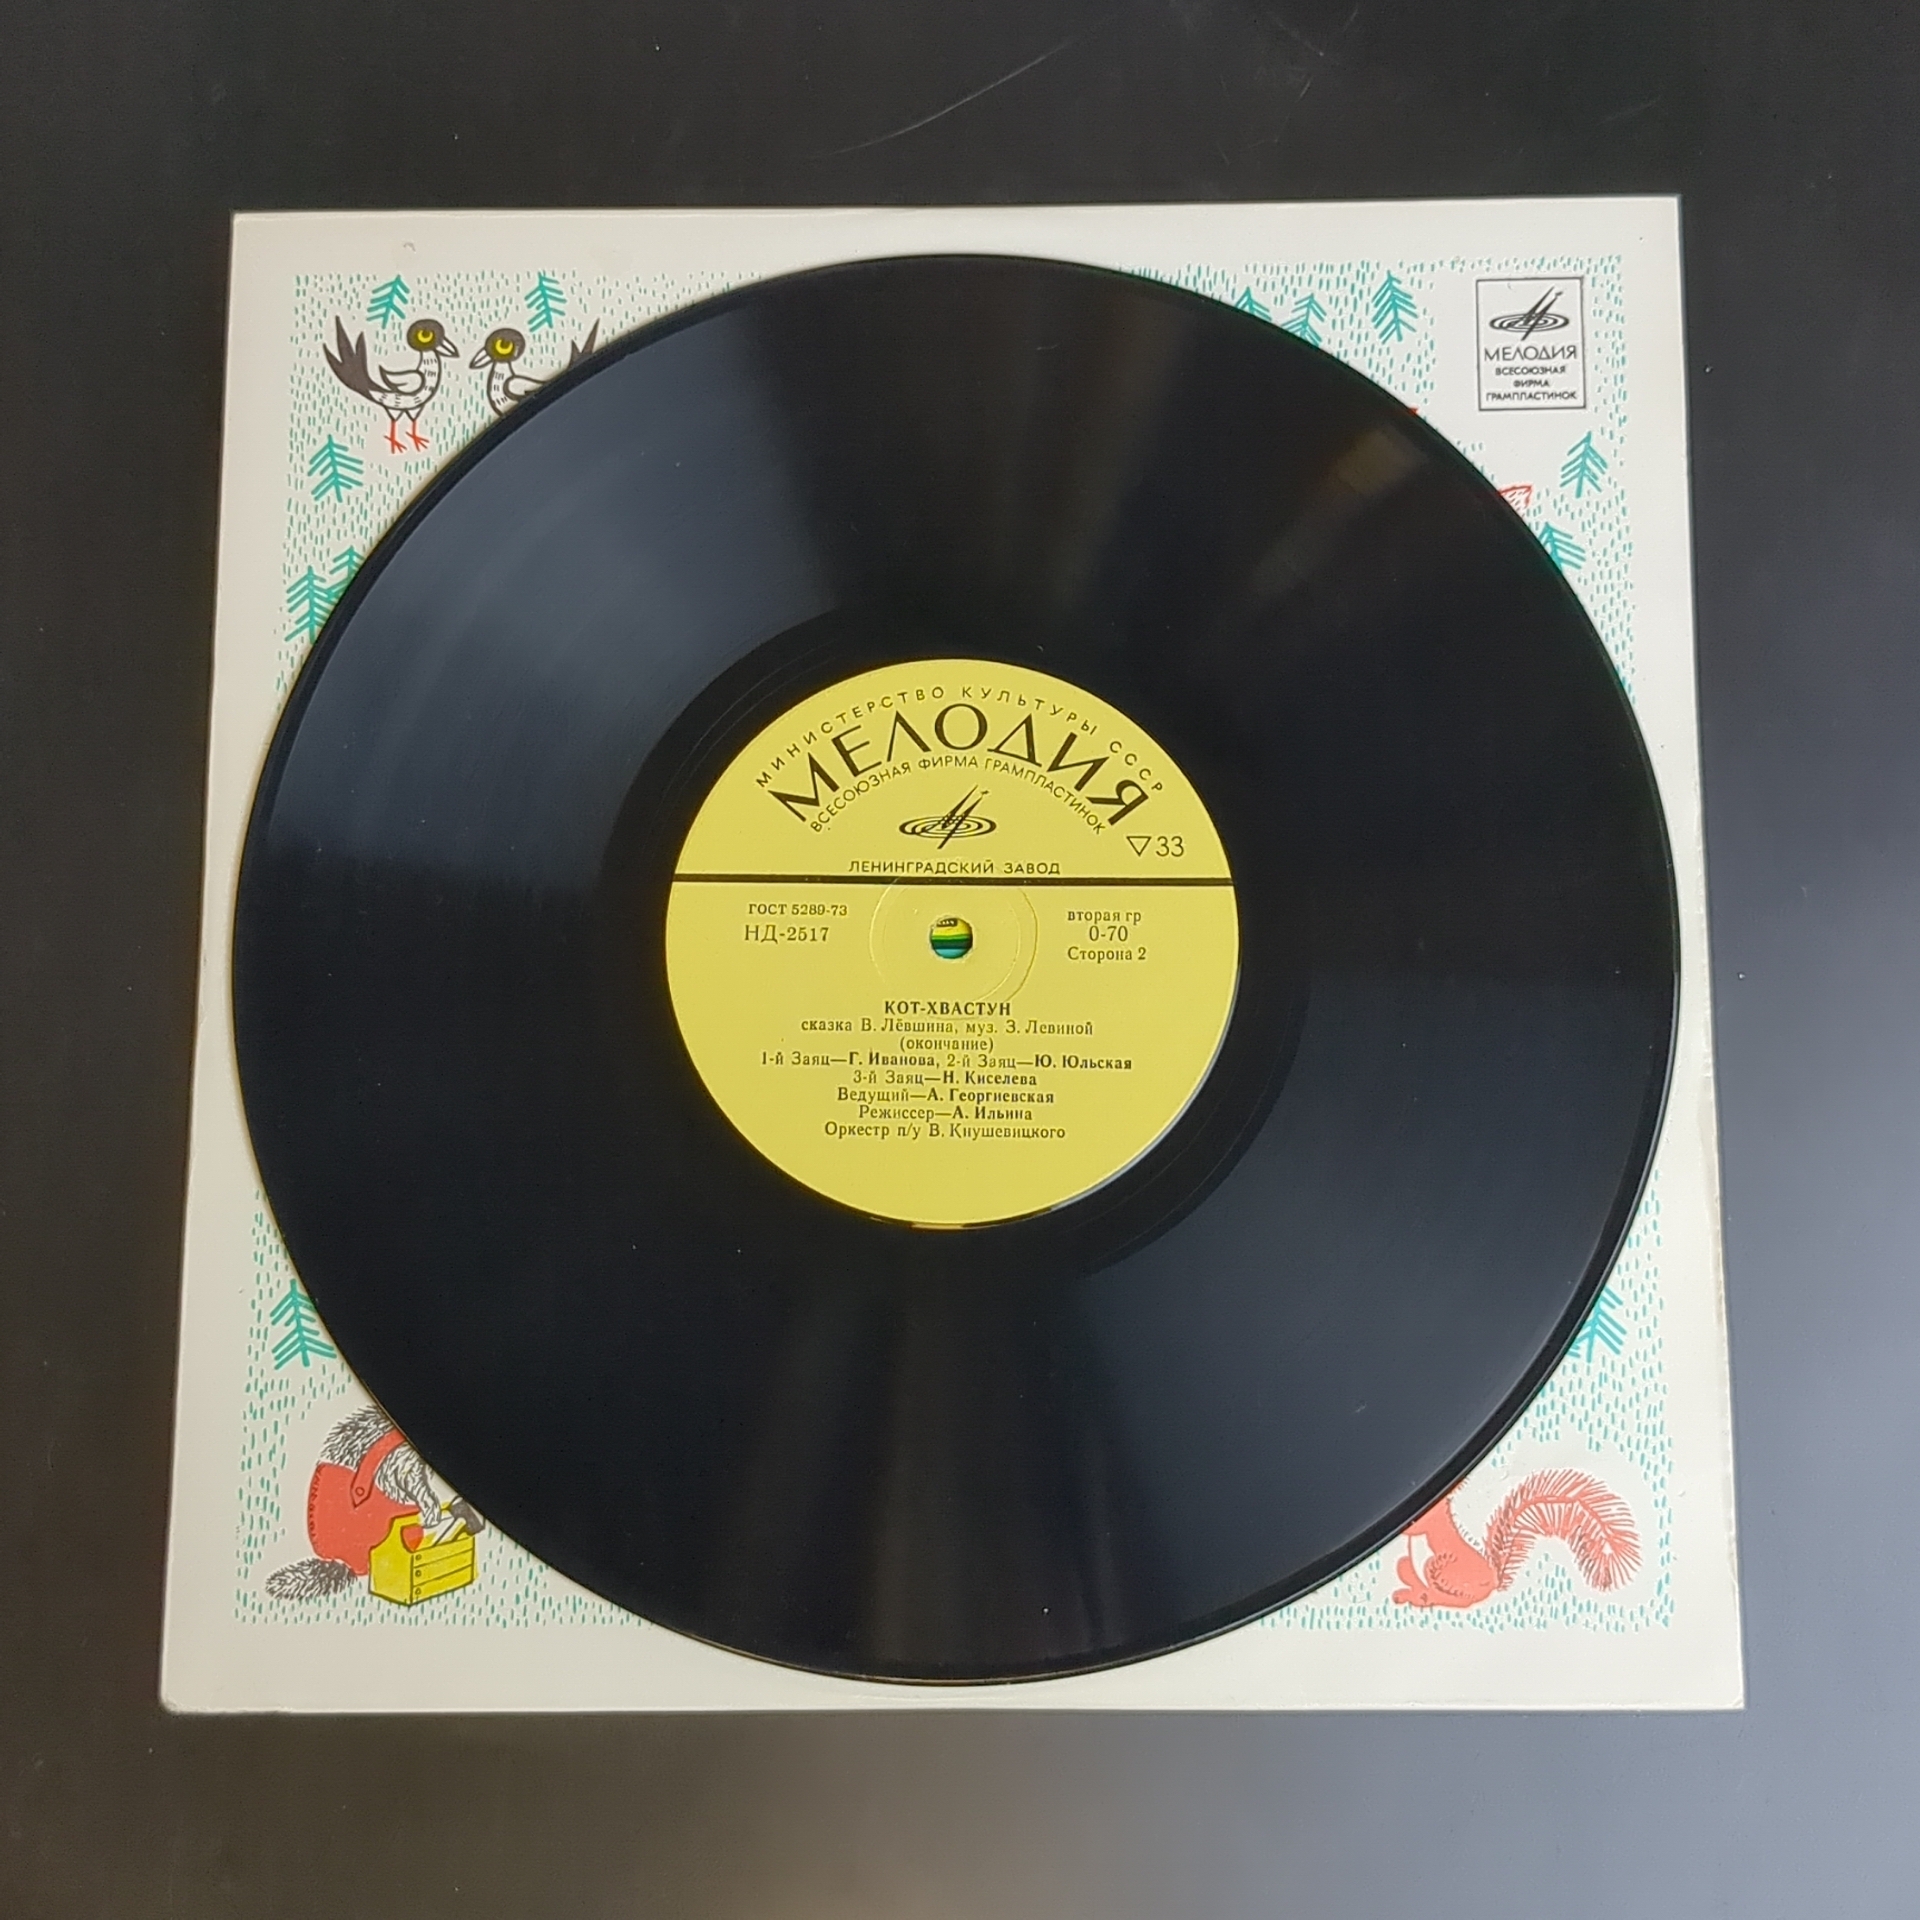 МЕЛОДИЯ
ВСЕСОЮЗНАЯ
ФИРМА
ГРАМПЛАСТИНОК
МИНИСТЕРСТВО КУЛЬТУРЫ СССР
МЕЛОДИЯ
ВСЕСОЮЗНАЯ ФИРМА ГРАМПЛАСТИНОК
▽33
ЛЕНИНГРАДСКИЙ ЗАВОД
ГОСТ 5289-73
НД-2517
вторая гр
0-70
Сторона 2
КОТ-ХВАСТУН
сказка В. Лёвшина, муз. З. Левиной
(окончание)
1-й Заяц—Г. Иванова, 2-й Заяц—Ю. Юльская
3-й Заяц—Н. Киселева
Ведущий—А. Георгиевская
Режиссер—А. Ильина
Оркестр п/у В. Кнушевицкого